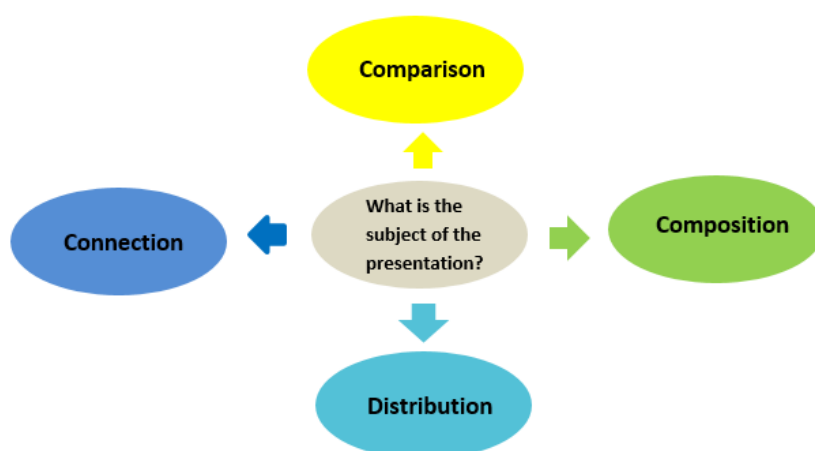 Comparison
Connection
What is the
subject of the
presentation?
Composition
Distribution